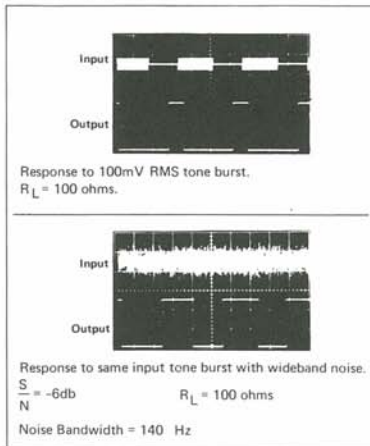 Input
Output
Response to 100mV RMS tone burst.
RL = 100 ohms.
Input
Output
Response to same input tone burst with wideband noise.
S
N = -6db RL = 100 ohms
Noise Bandwidth = 140 Hz